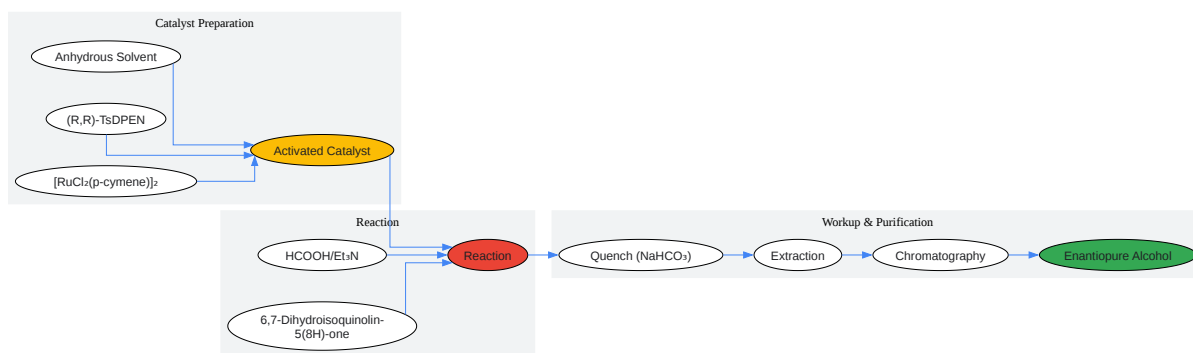 Catalyst Preparation
Anhydrous Solvent
(R,R)-TsDPEN
Activated Catalyst
[RuCl₂(p-cymene)]₂
Reaction
Workup & Purification
HCOOH/Et₃N
Reaction
Quench (NaHCO₃)
Extraction
Chromatography
Enantiopure Alcohol
6,7-Dihydroisoquinolin-
5(8H)-one